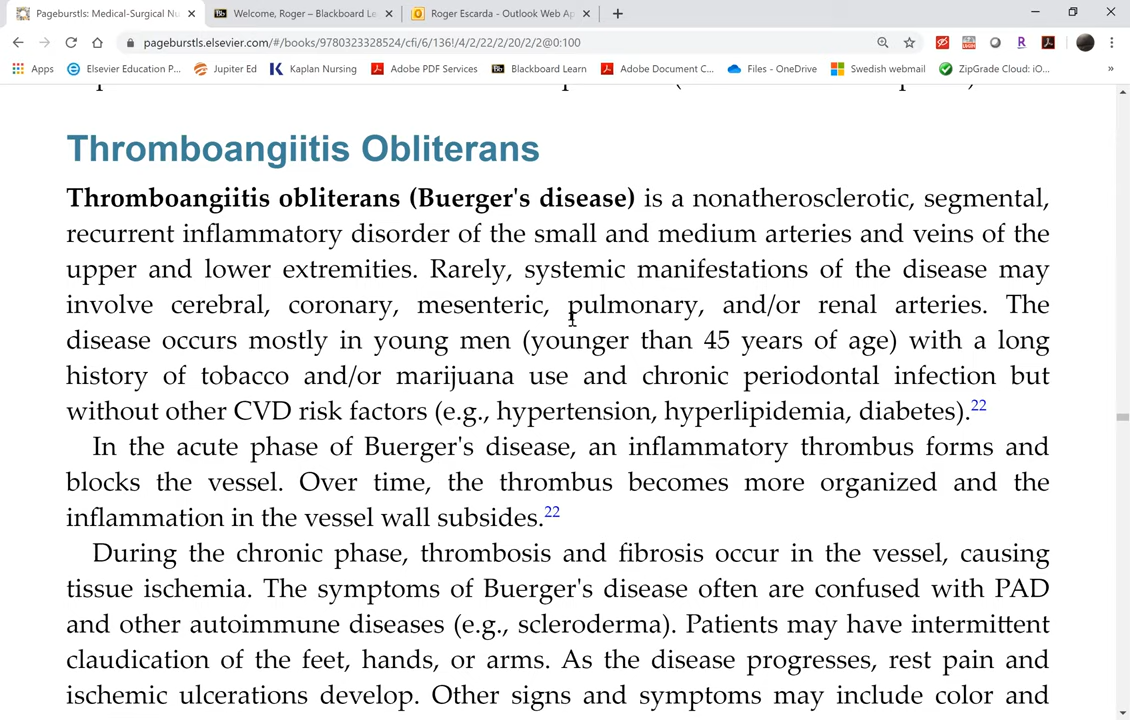 Pageburstls: Medical-Surgical Nu
Welcome, Roger – Blackboard Le
Roger Escarda - Outlook Web Ap
pageburstls.elsevier.com/#/books/9780323328524/cfi/6/136!/4/2/22/2/20/2/2@0:100
Apps
Elsevier Education P...
Jupiter Ed
Kaplan Nursing
Adobe PDF Services
Blackboard Learn
Adobe Document C...
Files - OneDrive
Swedish webmail
ZipGrade Cloud: iO...
Thromboangiitis Obliterans
Thromboangiitis obliterans (Buerger's disease) is a nonatherosclerotic, segmental,
recurrent inflammatory disorder of the small and medium arteries and veins of the
upper and lower extremities. Rarely, systemic manifestations of the disease may
involve cerebral, coronary, mesenteric, pulmonary, and/or renal arteries. The
disease occurs mostly in young men (younger than 45 years of age) with a long
history of tobacco and/or marijuana use and chronic periodontal infection but
without other CVD risk factors (e.g., hypertension, hyperlipidemia, diabetes).22
In the acute phase of Buerger's disease, an inflammatory thrombus forms and
blocks the vessel. Over time, the thrombus becomes more organized and the
inflammation in the vessel wall subsides.22
During the chronic phase, thrombosis and fibrosis occur in the vessel, causing
tissue ischemia. The symptoms of Buerger's disease often are confused with PAD
and other autoimmune diseases (e.g., scleroderma). Patients may have intermittent
claudication of the feet, hands, or arms. As the disease progresses, rest pain and
ischemic ulcerations develop. Other signs and symptoms may include color and